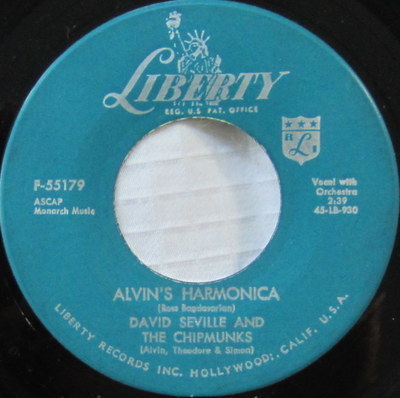 LIBERTY
REG. U.S PAT. OFFICE
F-55179
ASCAP
Monarch Music
Vocal with
Orchestra
2:39
45-LB-930
ALVIN'S HARMONICA
(Ross Bagdasarian)
DAVID SEVILLE AND
THE CHIPMUNKS
(Alvin, Theodore & Simon)
LIBERTY RECORDS INC. HOLLYWOOD, CALIF. U.S.A.